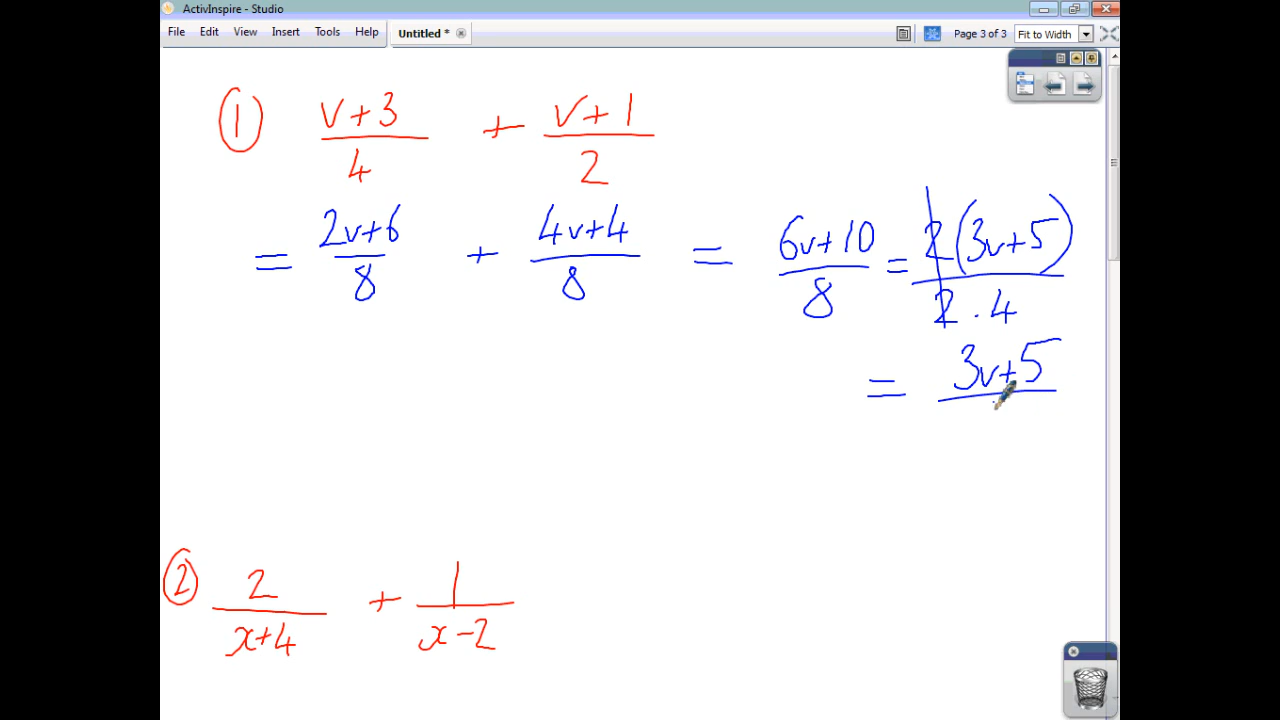 ActivInspire - Studio
File Edit View Insert Tools Help Untitled * Page 3 of 3 Fit to Width
① (v+3)/4 + (v+1)/2
= (2v+6)/8 + (4v+4)/8 = (6v+10)/8 = 2(3v+5)/2·4
= 3v+5
② 2/(x+4) + 1/(x-2)